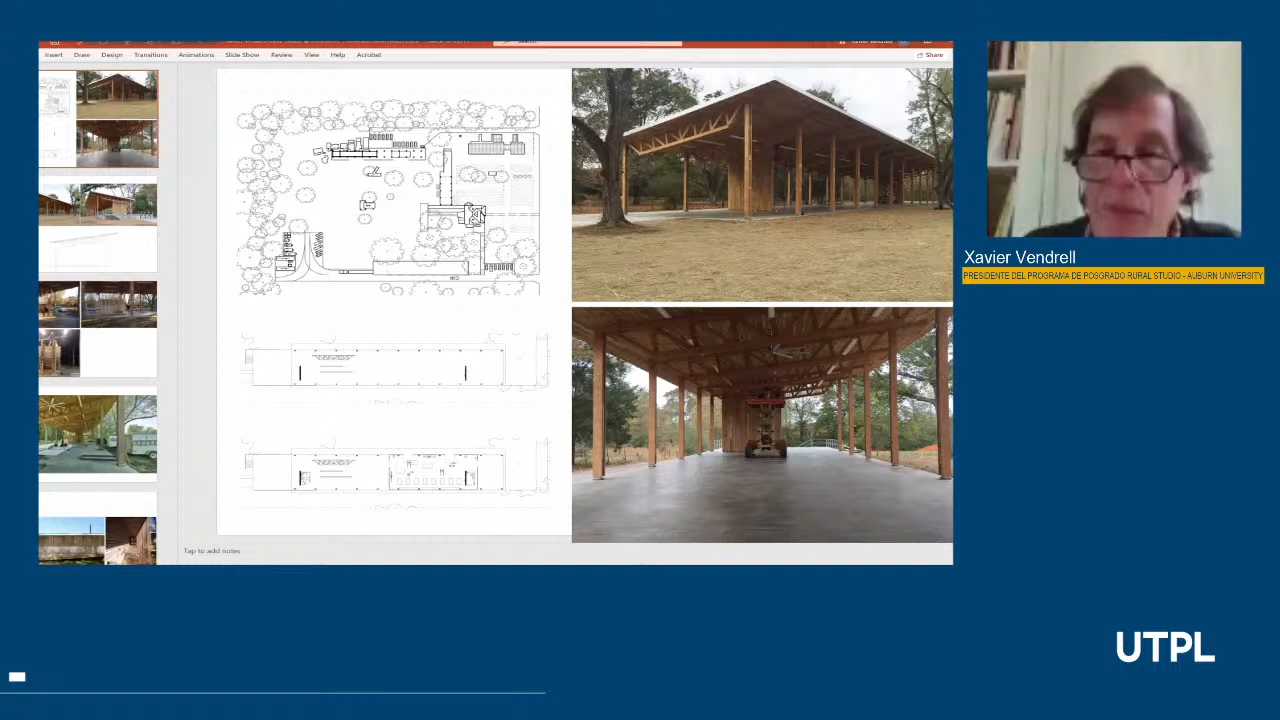 Insert Draw Design Transitions Animations Slide Show Review View Help Acrobat Share
Tap to add notes
Xavier Vendrell
PRESIDENTE DEL PROGRAMA DE POSGRADO RURAL STUDIO - AUBURN UNIVERSITY
UTPL